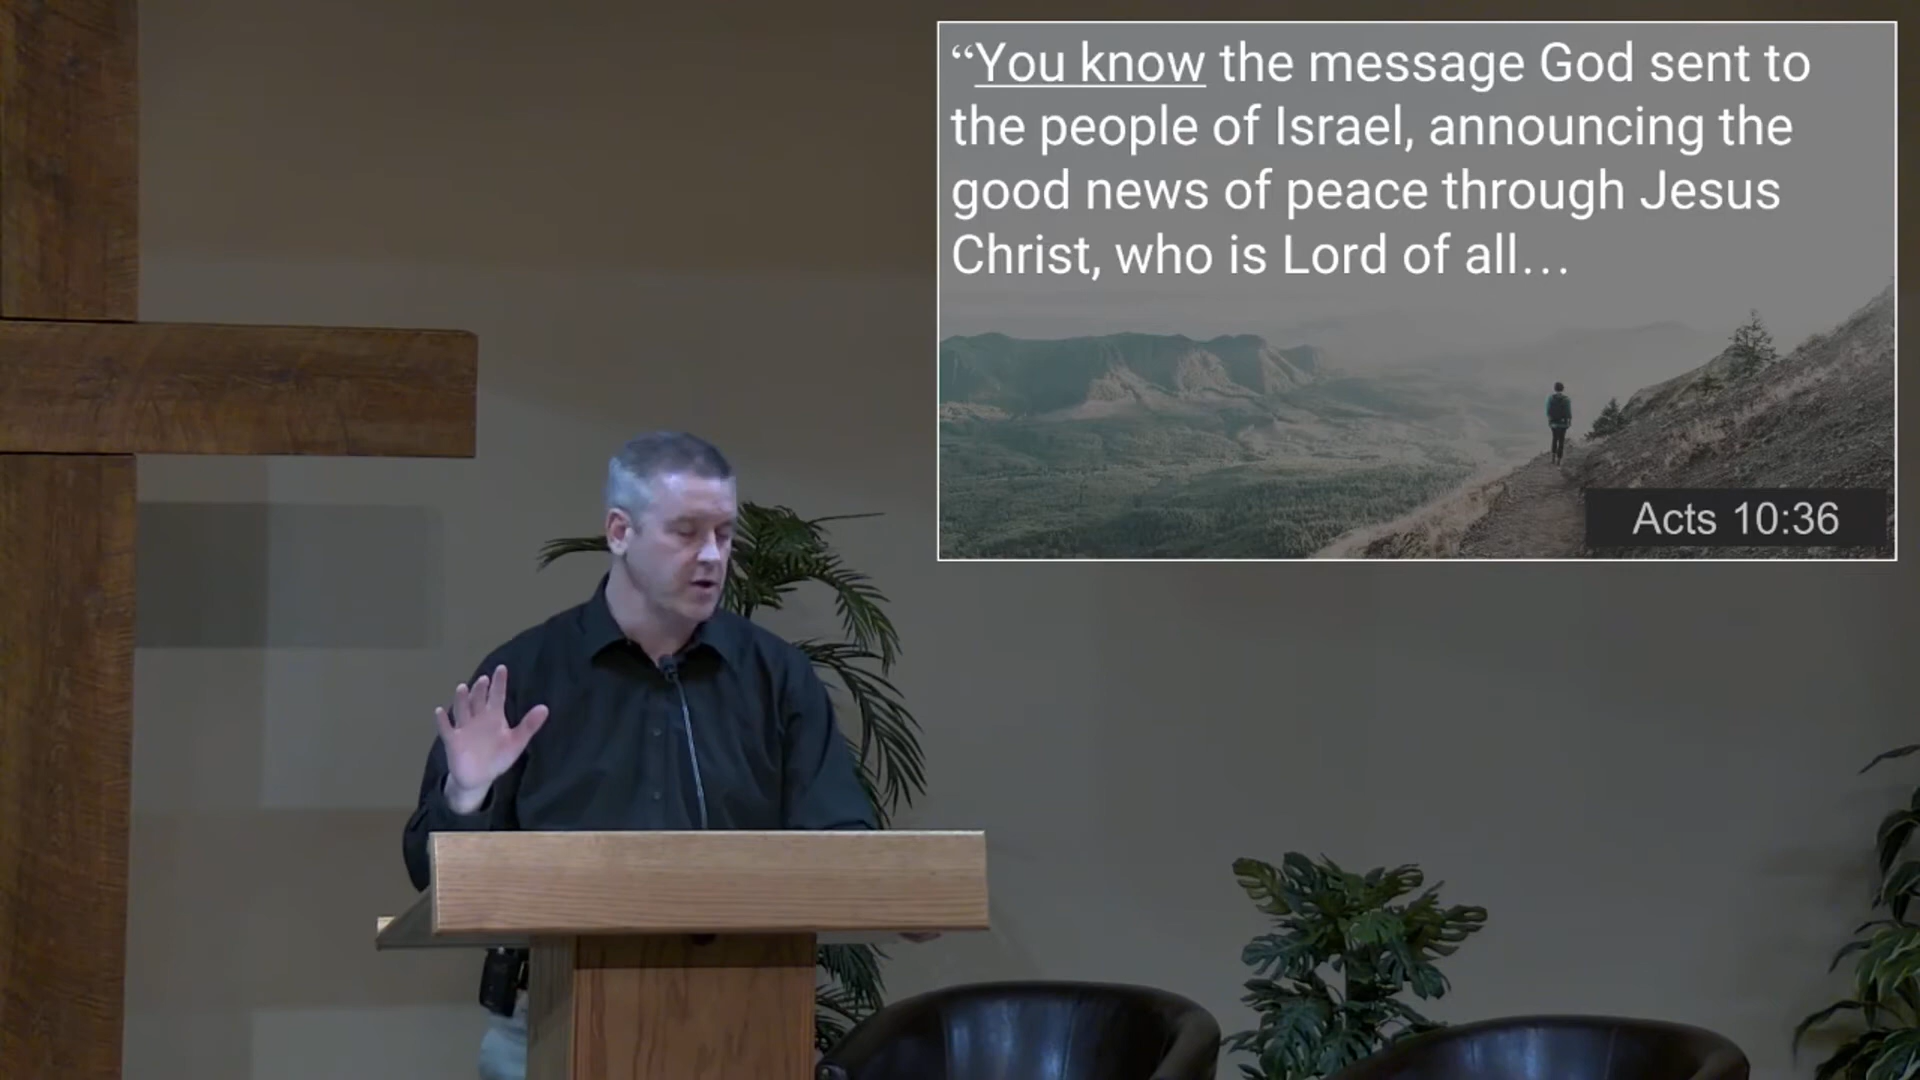 “You know the message God sent to
the people of Israel, announcing the
good news of peace through Jesus
Christ, who is Lord of all…
Acts 10:36